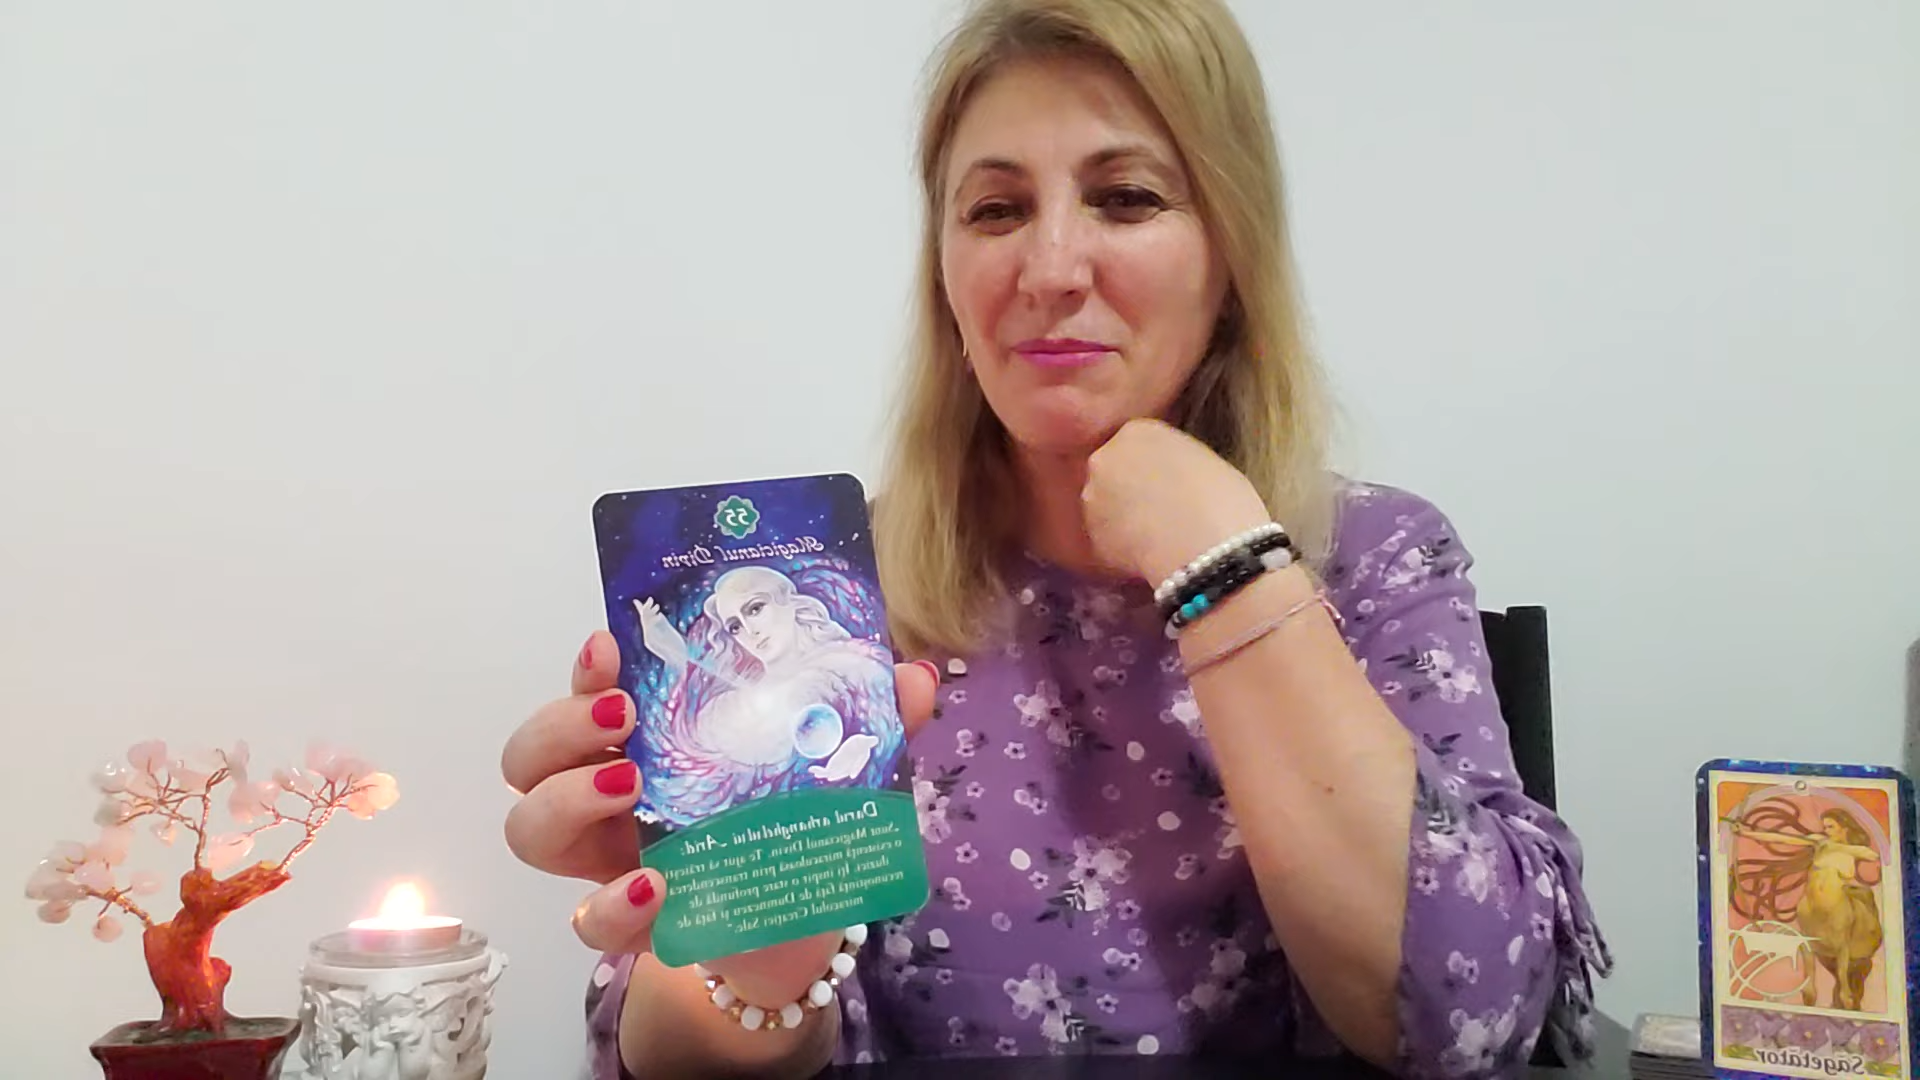 55
Magicianul Divin
Darul arhanghelului Ariel:
„Sunt Magicianul Divin. Te ajut să trăiești
o existență miraculoasă prin transcenderea
iluziei. Îți inspir o stare profundă de
recunoștință față de Dumnezeu și față de
miracolul Creației Sale.”
Săgetător